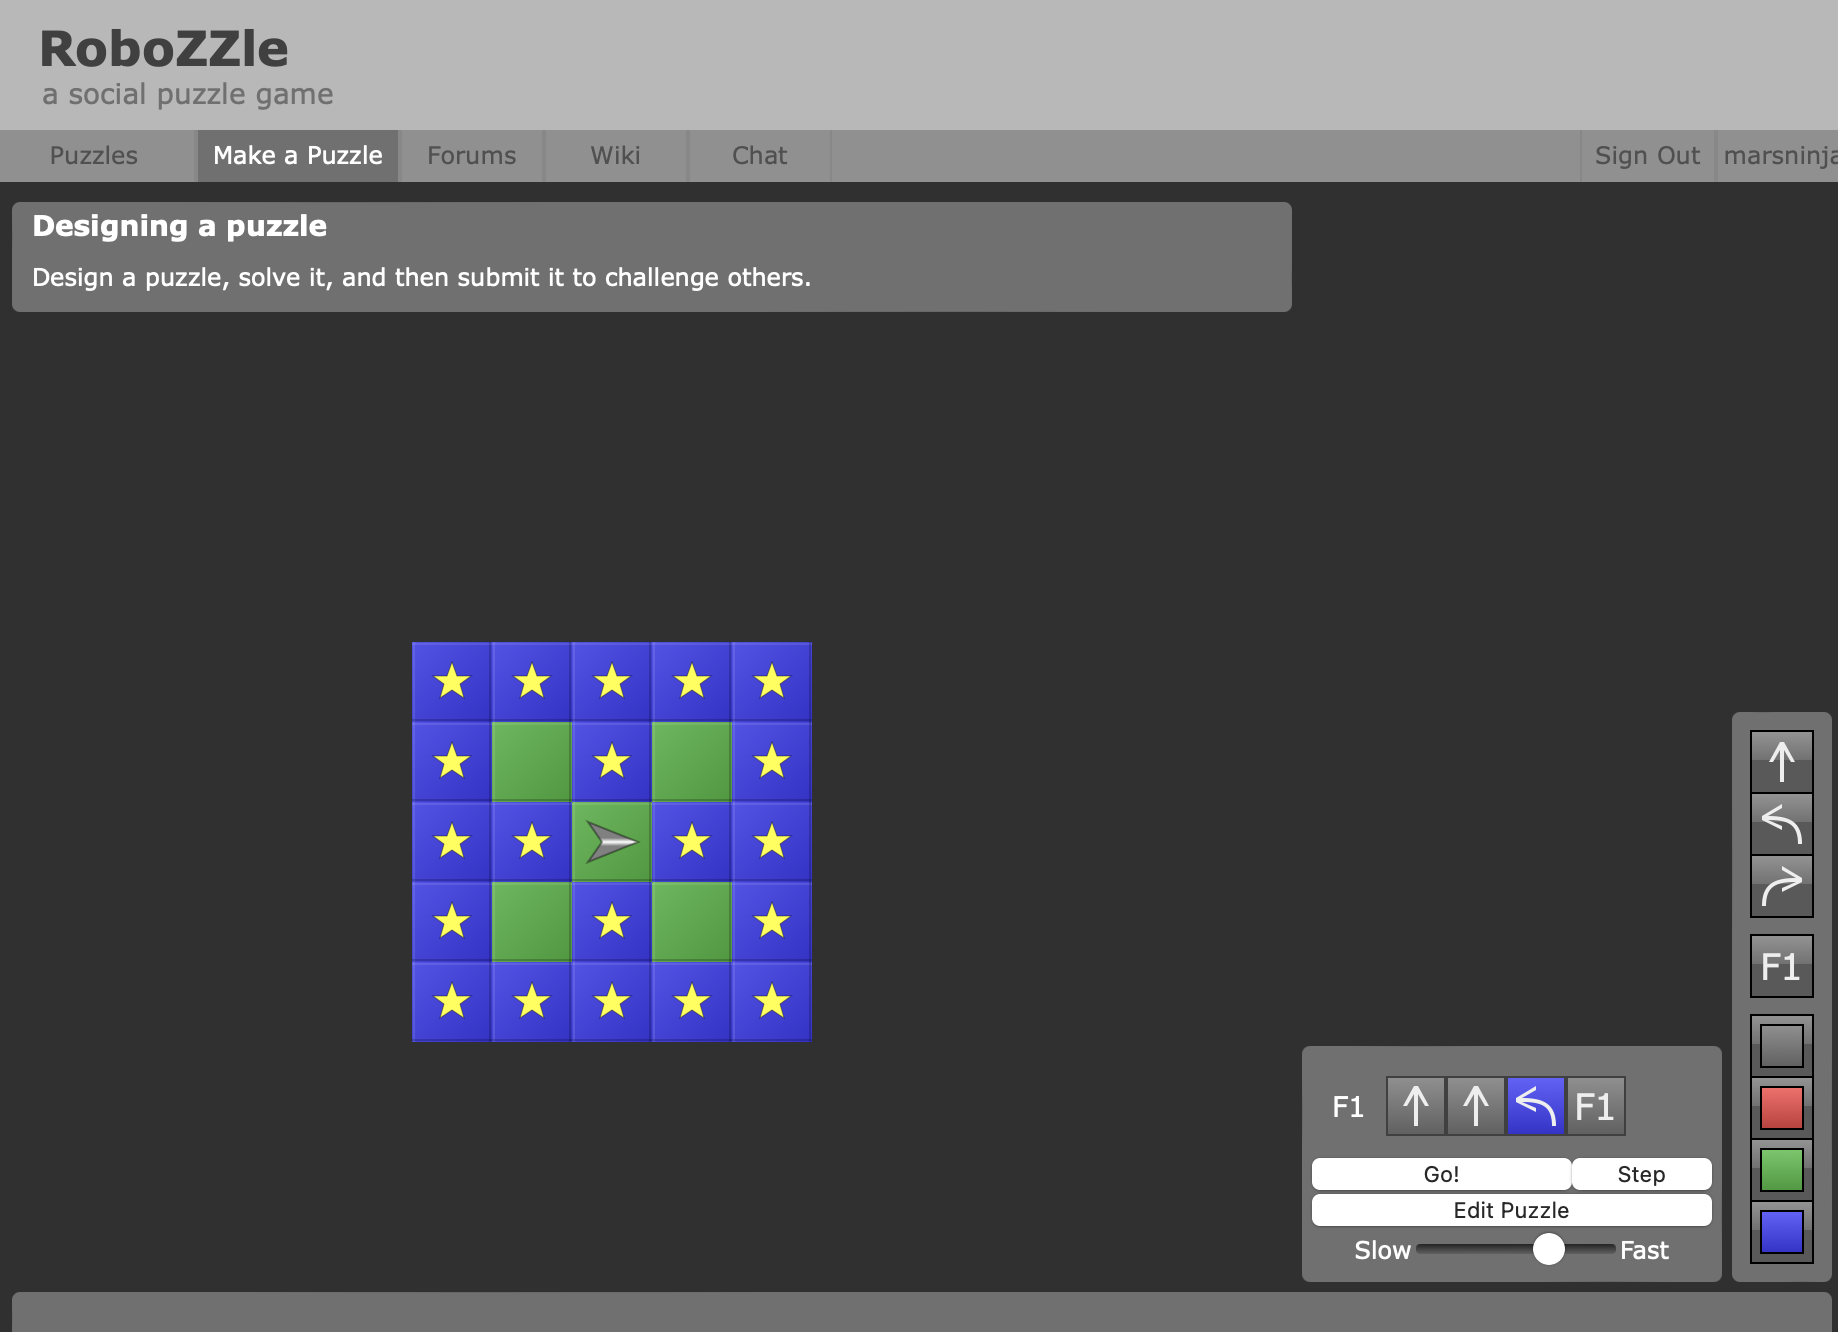 RoboZZle
a social puzzle game
Puzzles Make a Puzzle Forums Wiki Chat Sign Out marsninja
Designing a puzzle
Design a puzzle, solve it, and then submit it to challenge others.
F1
F1 F1
Go! Step
Edit Puzzle
Slow Fast